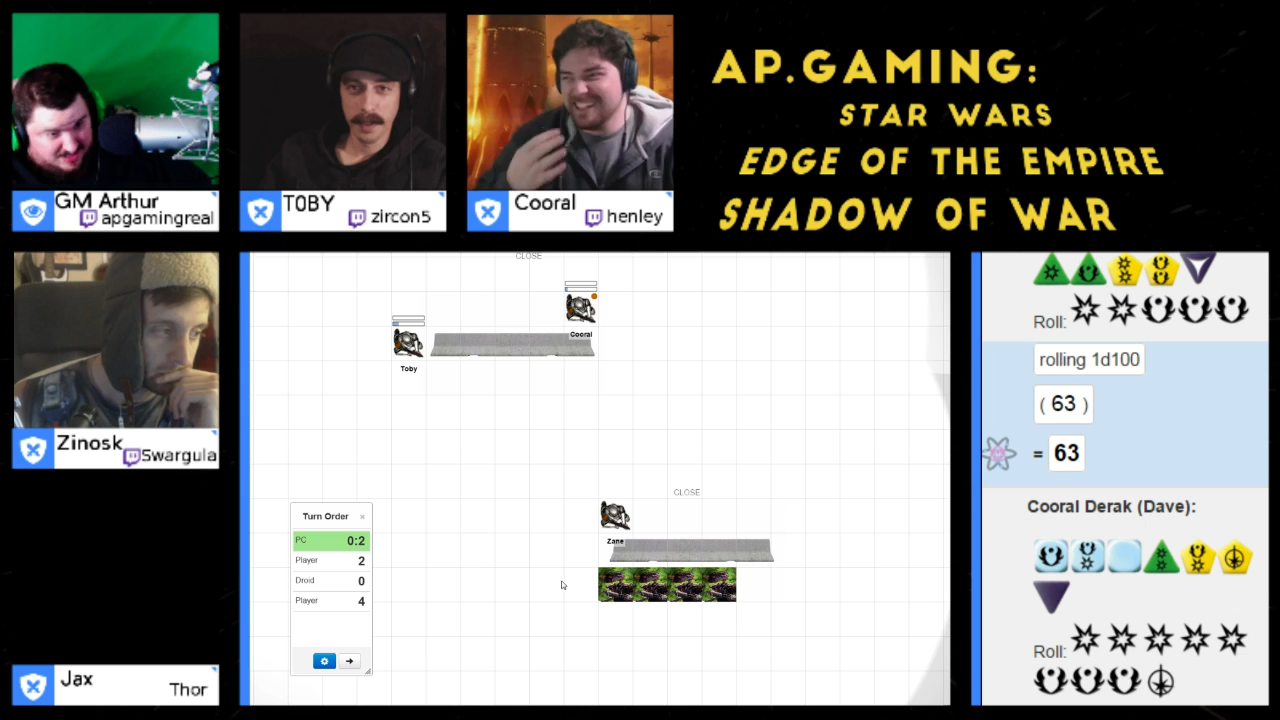 AP.GAMING:
STAR WARS
EDGE OF THE EMPIRE
SHADOW OF WAR
GM Arthur
apgamingreal
TOBY
zircon5
Cooral
henley
Zinosk
Swargula
Jax
Thor
CLOSE
Cooral
Toby
CLOSE
Zane
Turn Order ×
PC 0:2
Player 2
Droid 0
Player 4
Roll:
rolling 1d100
( 63 )
= 63
Cooral Derak (Dave):
Roll: